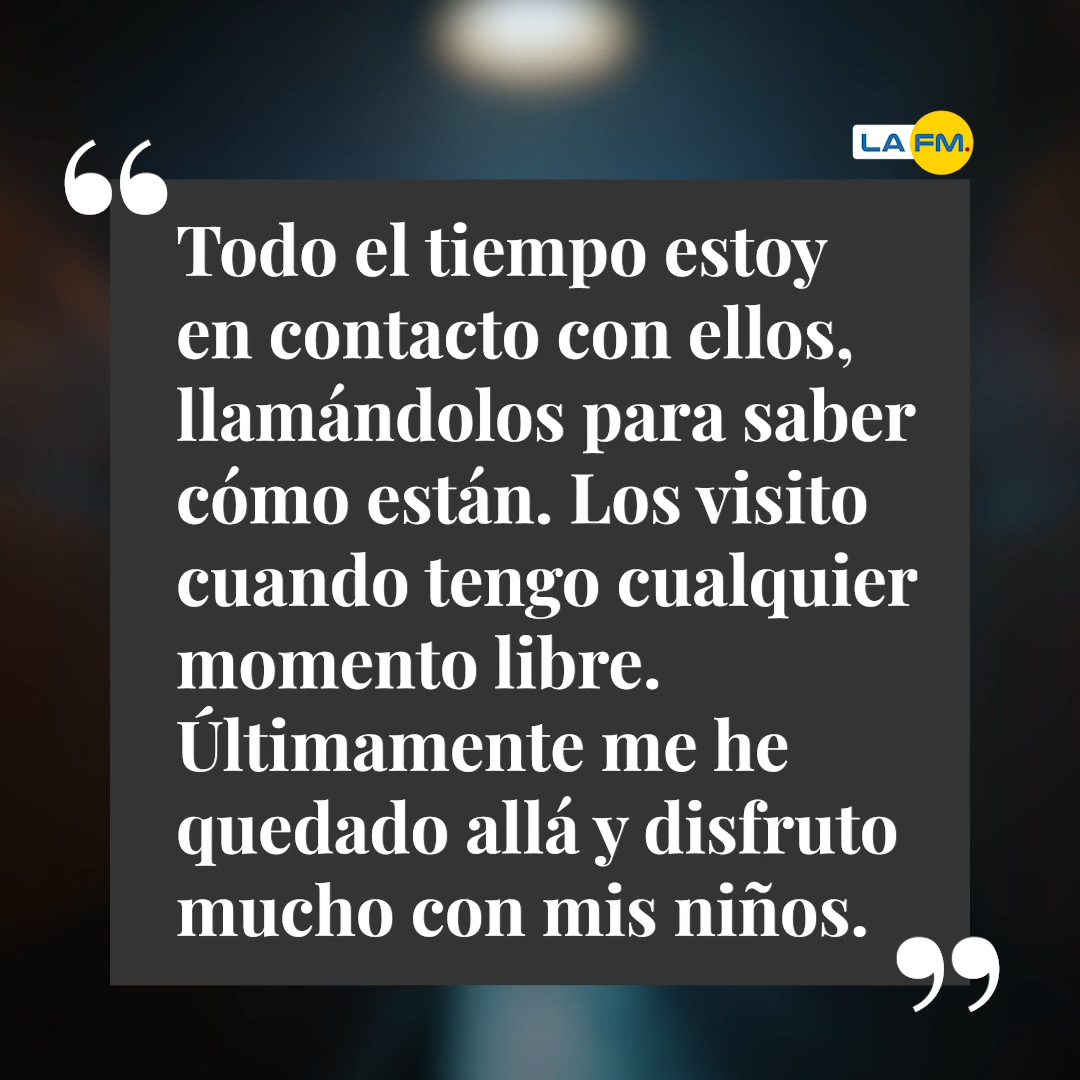 LA FM.
“
Todo el tiempo estoy
en contacto con ellos,
llamándolos para saber
cómo están. Los visito
cuando tengo cualquier
momento libre.
Últimamente me he
quedado allá y disfruto
mucho con mis niños.
”